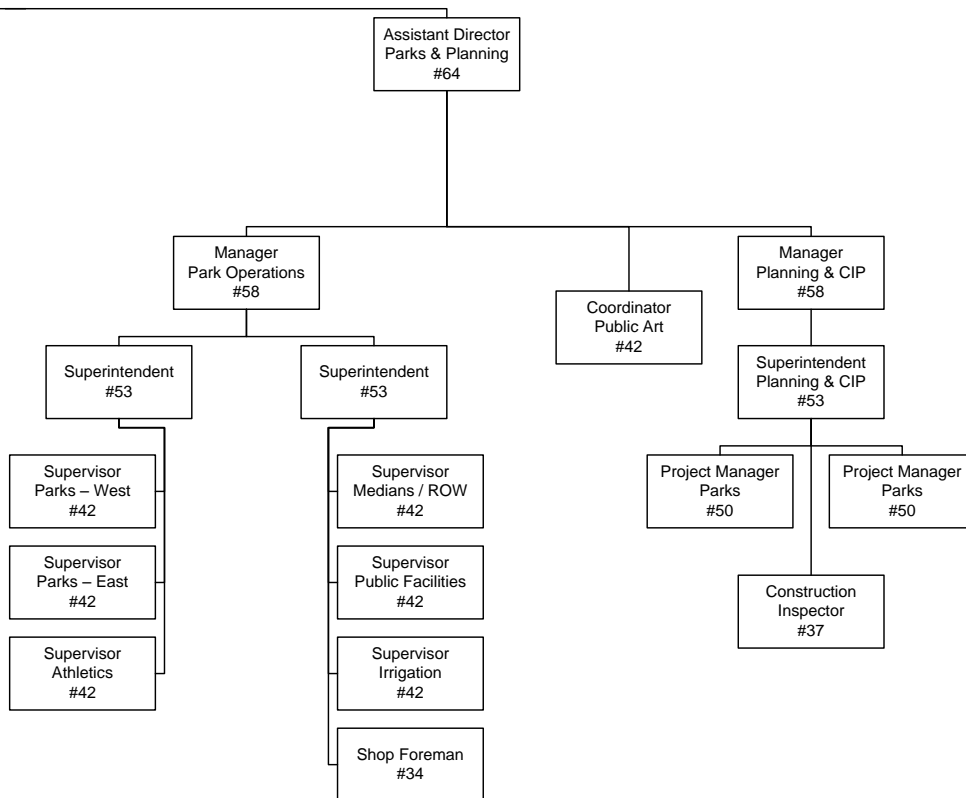 Assistant Director
Parks & Planning
#64
Manager
Park Operations
#58
Coordinator
Public Art
#42
Manager
Planning & CIP
#58
Superintendent
#53
Superintendent
#53
Superintendent
Planning & CIP
#53
Supervisor
Parks – West
#42
Supervisor
Parks – East
#42
Supervisor
Athletics
#42
Supervisor
Medians / ROW
#42
Supervisor
Public Facilities
#42
Supervisor
Irrigation
#42
Shop Foreman
#34
Project Manager
Parks
#50
Project Manager
Parks
#50
Construction
Inspector
#37